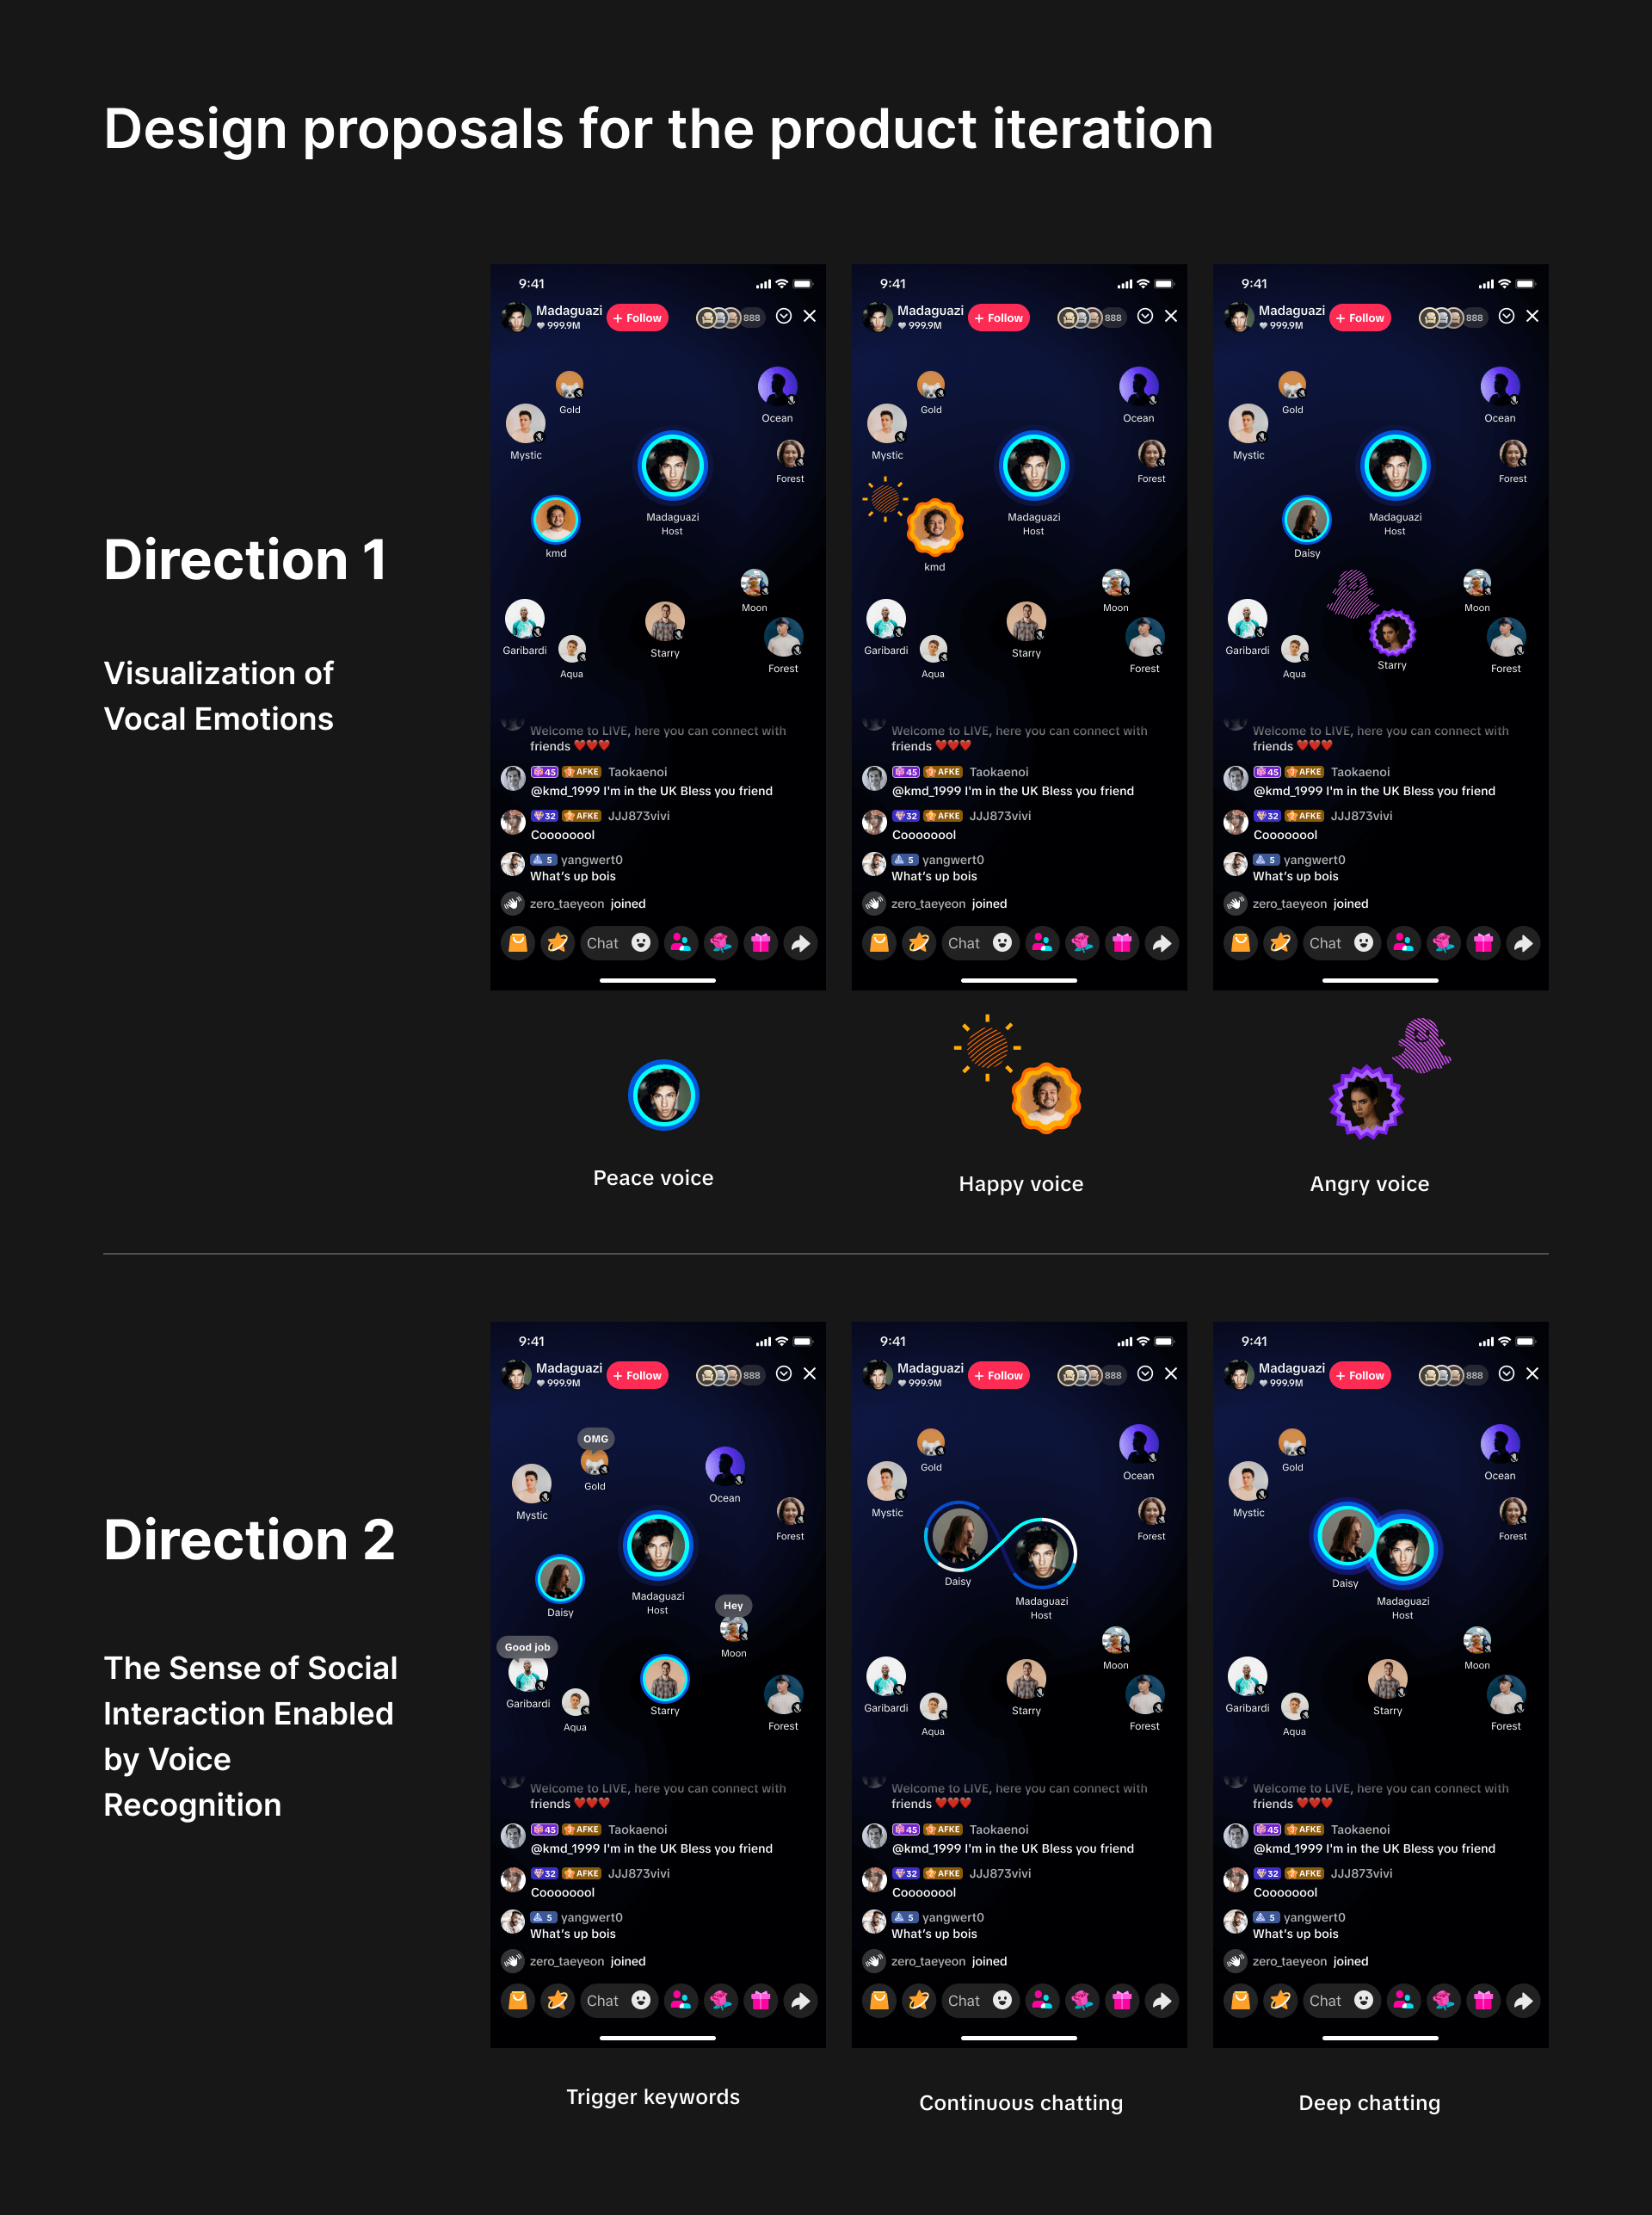 Design proposals for the product iteration
Direction 1
Visualization of
Vocal Emotions
9:41
Madaguazi
999.9M
+ Follow
888
Gold
Ocean
Mystic
Forest
Madaguazi
Host
kmd
Moon
Garibardi
Starry
Forest
Aqua
Welcome to LIVE, here you can connect with
friends ❤❤❤
45 AFKE Taokaenoi
@kmd_1999 I'm in the UK Bless you friend
32 AFKE JJJ873vivi
Coooooool
5 yangwert0
What's up bois
zero_taeyeon joined
Chat
Peace voice
9:41
Madaguazi
999.9M
+ Follow
888
Gold
Ocean
Mystic
Forest
Madaguazi
Host
kmd
Moon
Garibardi
Starry
Forest
Aqua
Welcome to LIVE, here you can connect with
friends ❤❤❤
45 AFKE Taokaenoi
@kmd_1999 I'm in the UK Bless you friend
32 AFKE JJJ873vivi
Coooooool
5 yangwert0
What's up bois
zero_taeyeon joined
Chat
Happy voice
9:41
Madaguazi
999.9M
+ Follow
888
Gold
Ocean
Mystic
Forest
Madaguazi
Host
Daisy
Moon
Garibardi
Starry
Forest
Aqua
Welcome to LIVE, here you can connect with
friends ❤❤❤
45 AFKE Taokaenoi
@kmd_1999 I'm in the UK Bless you friend
32 AFKE JJJ873vivi
Coooooool
5 yangwert0
What's up bois
zero_taeyeon joined
Chat
Angry voice
Direction 2
The Sense of Social
Interaction Enabled
by Voice
Recognition
9:41
Madaguazi
999.9M
+ Follow
888
OMG
Gold
Ocean
Mystic
Forest
Madaguazi
Host
Daisy
Hey
Moon
Good job
Garibardi
Starry
Aqua
Forest
Welcome to LIVE, here you can connect with
friends ❤❤❤
45 AFKE Taokaenoi
@kmd_1999 I'm in the UK Bless you friend
32 AFKE JJJ873vivi
Coooooool
5 yangwert0
What's up bois
zero_taeyeon joined
Chat
Trigger keywords
9:41
Madaguazi
999.9M
+ Follow
888
Gold
Ocean
Mystic
Forest
Daisy
Madaguazi
Host
Moon
Garibardi
Starry
Forest
Aqua
Welcome to LIVE, here you can connect with
friends ❤❤❤
45 AFKE Taokaenoi
@kmd_1999 I'm in the UK Bless you friend
32 AFKE JJJ873vivi
Coooooool
5 yangwert0
What's up bois
zero_taeyeon joined
Chat
Continuous chatting
9:41
Madaguazi
999.9M
+ Follow
888
Gold
Ocean
Mystic
Forest
Daisy
Madaguazi
Host
Moon
Garibardi
Starry
Forest
Aqua
Welcome to LIVE, here you can connect with
friends ❤❤❤
45 AFKE Taokaenoi
@kmd_1999 I'm in the UK Bless you friend
32 AFKE JJJ873vivi
Coooooool
5 yangwert0
What's up bois
zero_taeyeon joined
Chat
Deep chatting